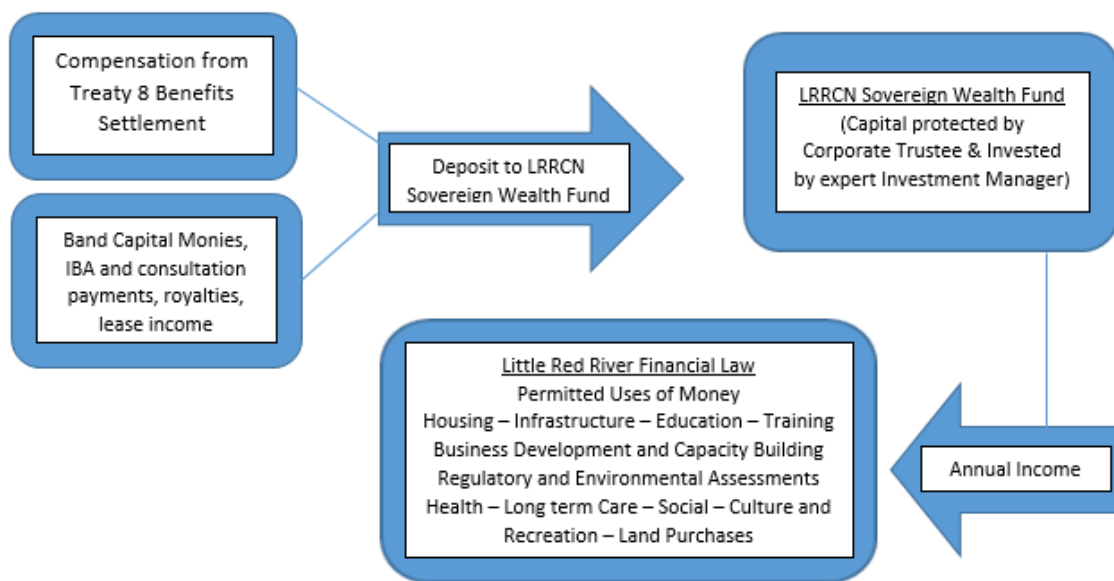 Compensation from
Treaty 8 Benefits
Settlement
Band Capital Monies,
IBA and consultation
payments, royalties,
lease income
Deposit to LRRCN
Sovereign Wealth Fund
LRRCN Sovereign Wealth Fund
(Capital protected by
Corporate Trustee & Invested
by expert Investment Manager)
Annual Income
Little Red River Financial Law
Permitted Uses of Money
Housing – Infrastructure – Education – Training
Business Development and Capacity Building
Regulatory and Environmental Assessments
Health – Long term Care – Social – Culture and
Recreation – Land Purchases